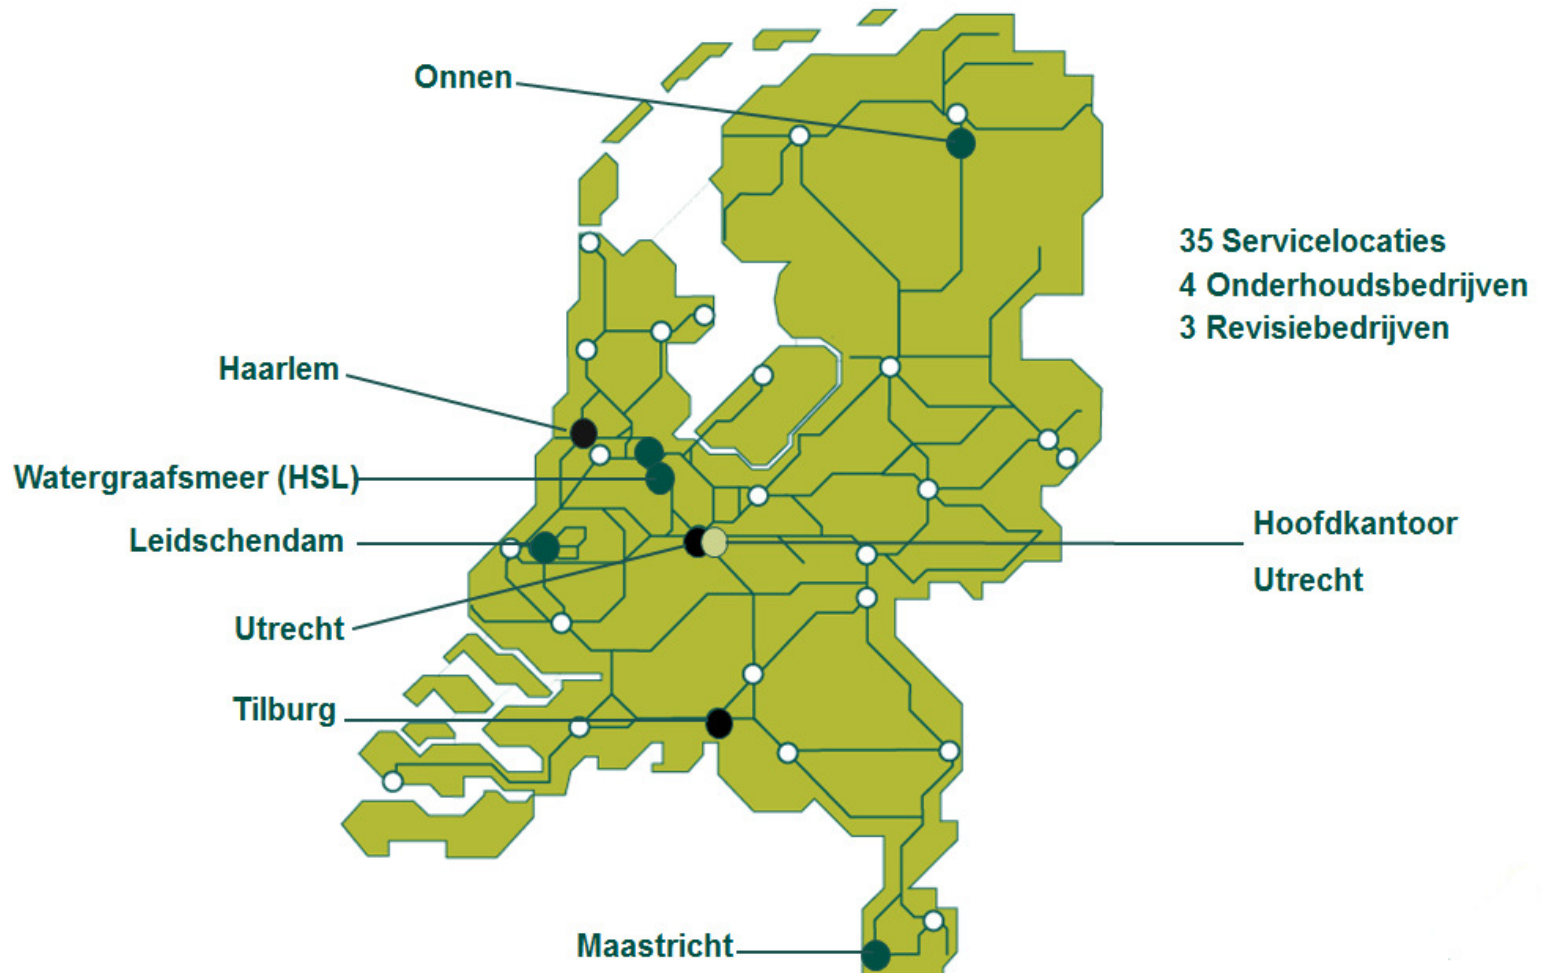 Onnen
35 Servicelocaties
4 Onderhoudsbedrijven
3 Revisiebedrijven
Haarlem
Watergraafsmeer (HSL)
Leidschendam
Hoofdkantoor
Utrecht
Utrecht
Tilburg
Maastricht